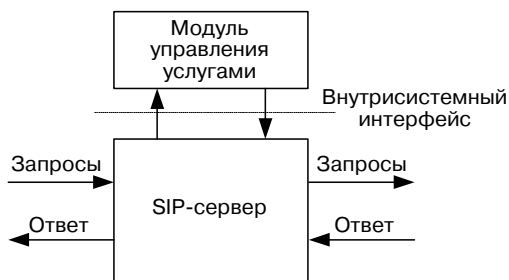 Модуль
управления
услугами
Внутрисистемный
интерфейс
Запросы
Запросы
SIP-сервер
Ответ
Ответ